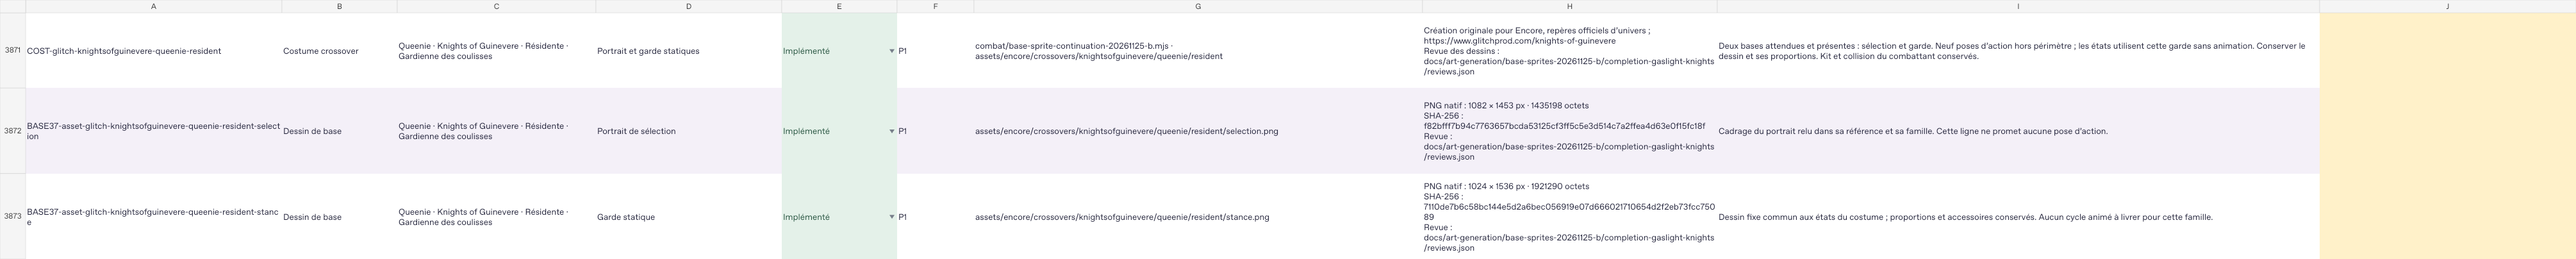 A B C D E F G H I J
3871
COST-glitch-knightsofguinevere-queenie-resident
Costume crossover
Queenie · Knights of Guinevere · Résidente ·
Gardienne des coulisses
Portrait et garde statiques
Implémenté
P1
combat/base-sprite-continuation-20261125-b.mjs ·
assets/encore/crossovers/knightsofguinevere/queenie/resident
Création originale pour Encore, repères officiels d'univers ;
https://www.glitchprod.com/knights-of-guinevere
Revue des dessins :
docs/art-generation/base-sprites-20261125-b/completion-gaslight-knights
/reviews.json
Deux bases attendues et présentes : sélection et garde. Neuf poses d'action hors périmètre ; les états utilisent cette garde sans animation. Conserver le
dessin et ses proportions. Kit et collision du combattant conservés.
3872
BASE37-asset-glitch-knightsofguinevere-queenie-resident-select
ion
Dessin de base
Queenie · Knights of Guinevere · Résidente ·
Gardienne des coulisses
Portrait de sélection
Implémenté
P1
assets/encore/crossovers/knightsofguinevere/queenie/resident/selection.png
PNG natif : 1082 × 1453 px · 1435198 octets
SHA-256 :
f82bfff7b94c7763657bcda53125cf3ff5c5e3d514c7a2ffea4d63e0f15fc18f
Revue :
docs/art-generation/base-sprites-20261125-b/completion-gaslight-knights
/reviews.json
Cadrage du portrait relu dans sa référence et sa famille. Cette ligne ne promet aucune pose d'action.
3873
BASE37-asset-glitch-knightsofguinevere-queenie-resident-stanc
e
Dessin de base
Queenie · Knights of Guinevere · Résidente ·
Gardienne des coulisses
Garde statique
Implémenté
P1
assets/encore/crossovers/knightsofguinevere/queenie/resident/stance.png
PNG natif : 1024 × 1536 px · 1921290 octets
SHA-256 :
7110de7b6c58bc144e5d2a6bec056919e07d666021710654d2f2eb73fcc750
89
Revue :
docs/art-generation/base-sprites-20261125-b/completion-gaslight-knights
/reviews.json
Dessin fixe commun aux états du costume ; proportions et accessoires conservés. Aucun cycle animé à livrer pour cette famille.